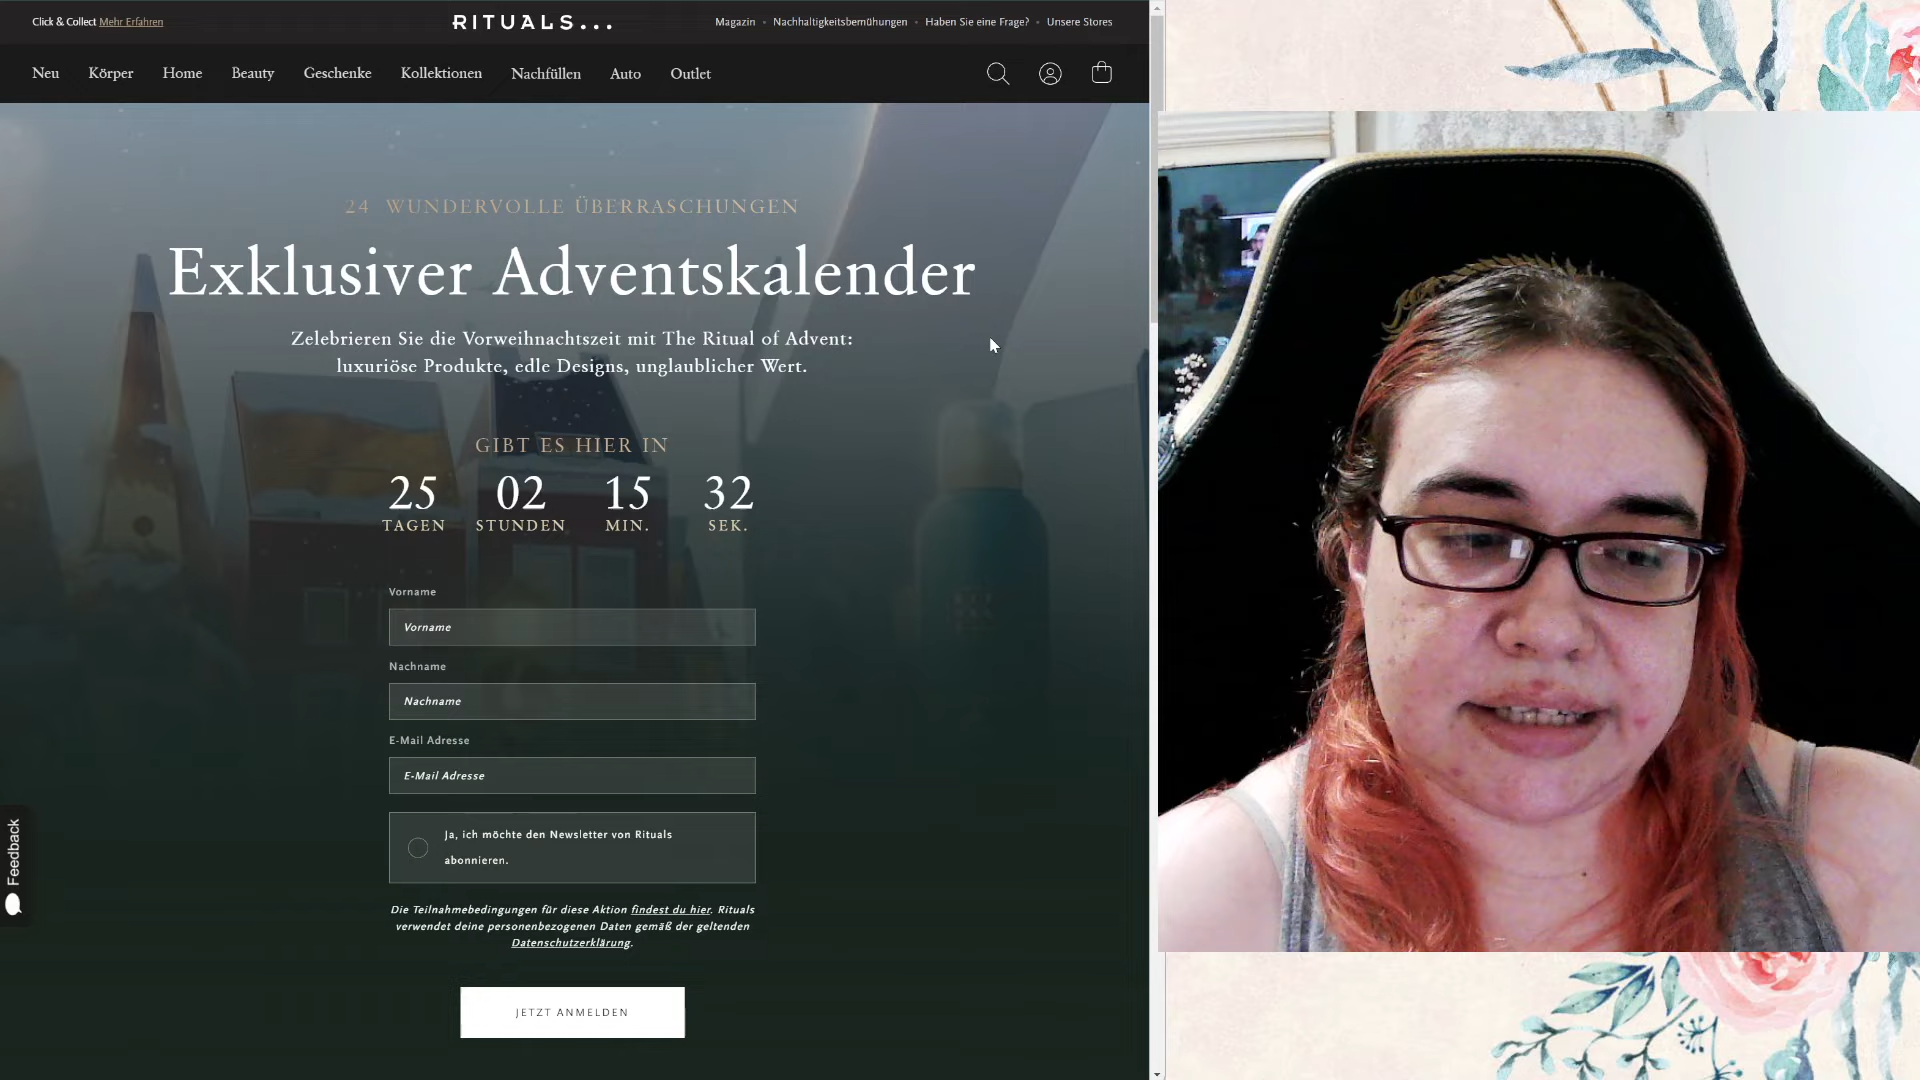 Click & Collect Mehr Erfahren
RITUALS...
Magazin • Nachhaltigkeitsbemühungen • Haben Sie eine Frage? • Unsere Stores
Neu Körper Home Beauty Geschenke Kollektionen Nachfüllen Auto Outlet
24 WUNDERVOLLE ÜBERRASCHUNGEN
Exklusiver Adventskalender
Zelebrieren Sie die Vorweihnachtszeit mit The Ritual of Advent:
luxuriöse Produkte, edle Designs, unglaublicher Wert.
GIBT ES HIER IN
25 02 15 32
TAGEN STUNDEN MIN. SEK.
Vorname
Vorname
Nachname
Nachname
E-Mail Adresse
E-Mail Adresse
Ja, ich möchte den Newsletter von Rituals
abonnieren.
Die Teilnahmebedingungen für diese Aktion findest du hier. Rituals
verwendet deine personenbezogenen Daten gemäß der geltenden
Datenschutzerklärung.
JETZT ANMELDEN
Feedback